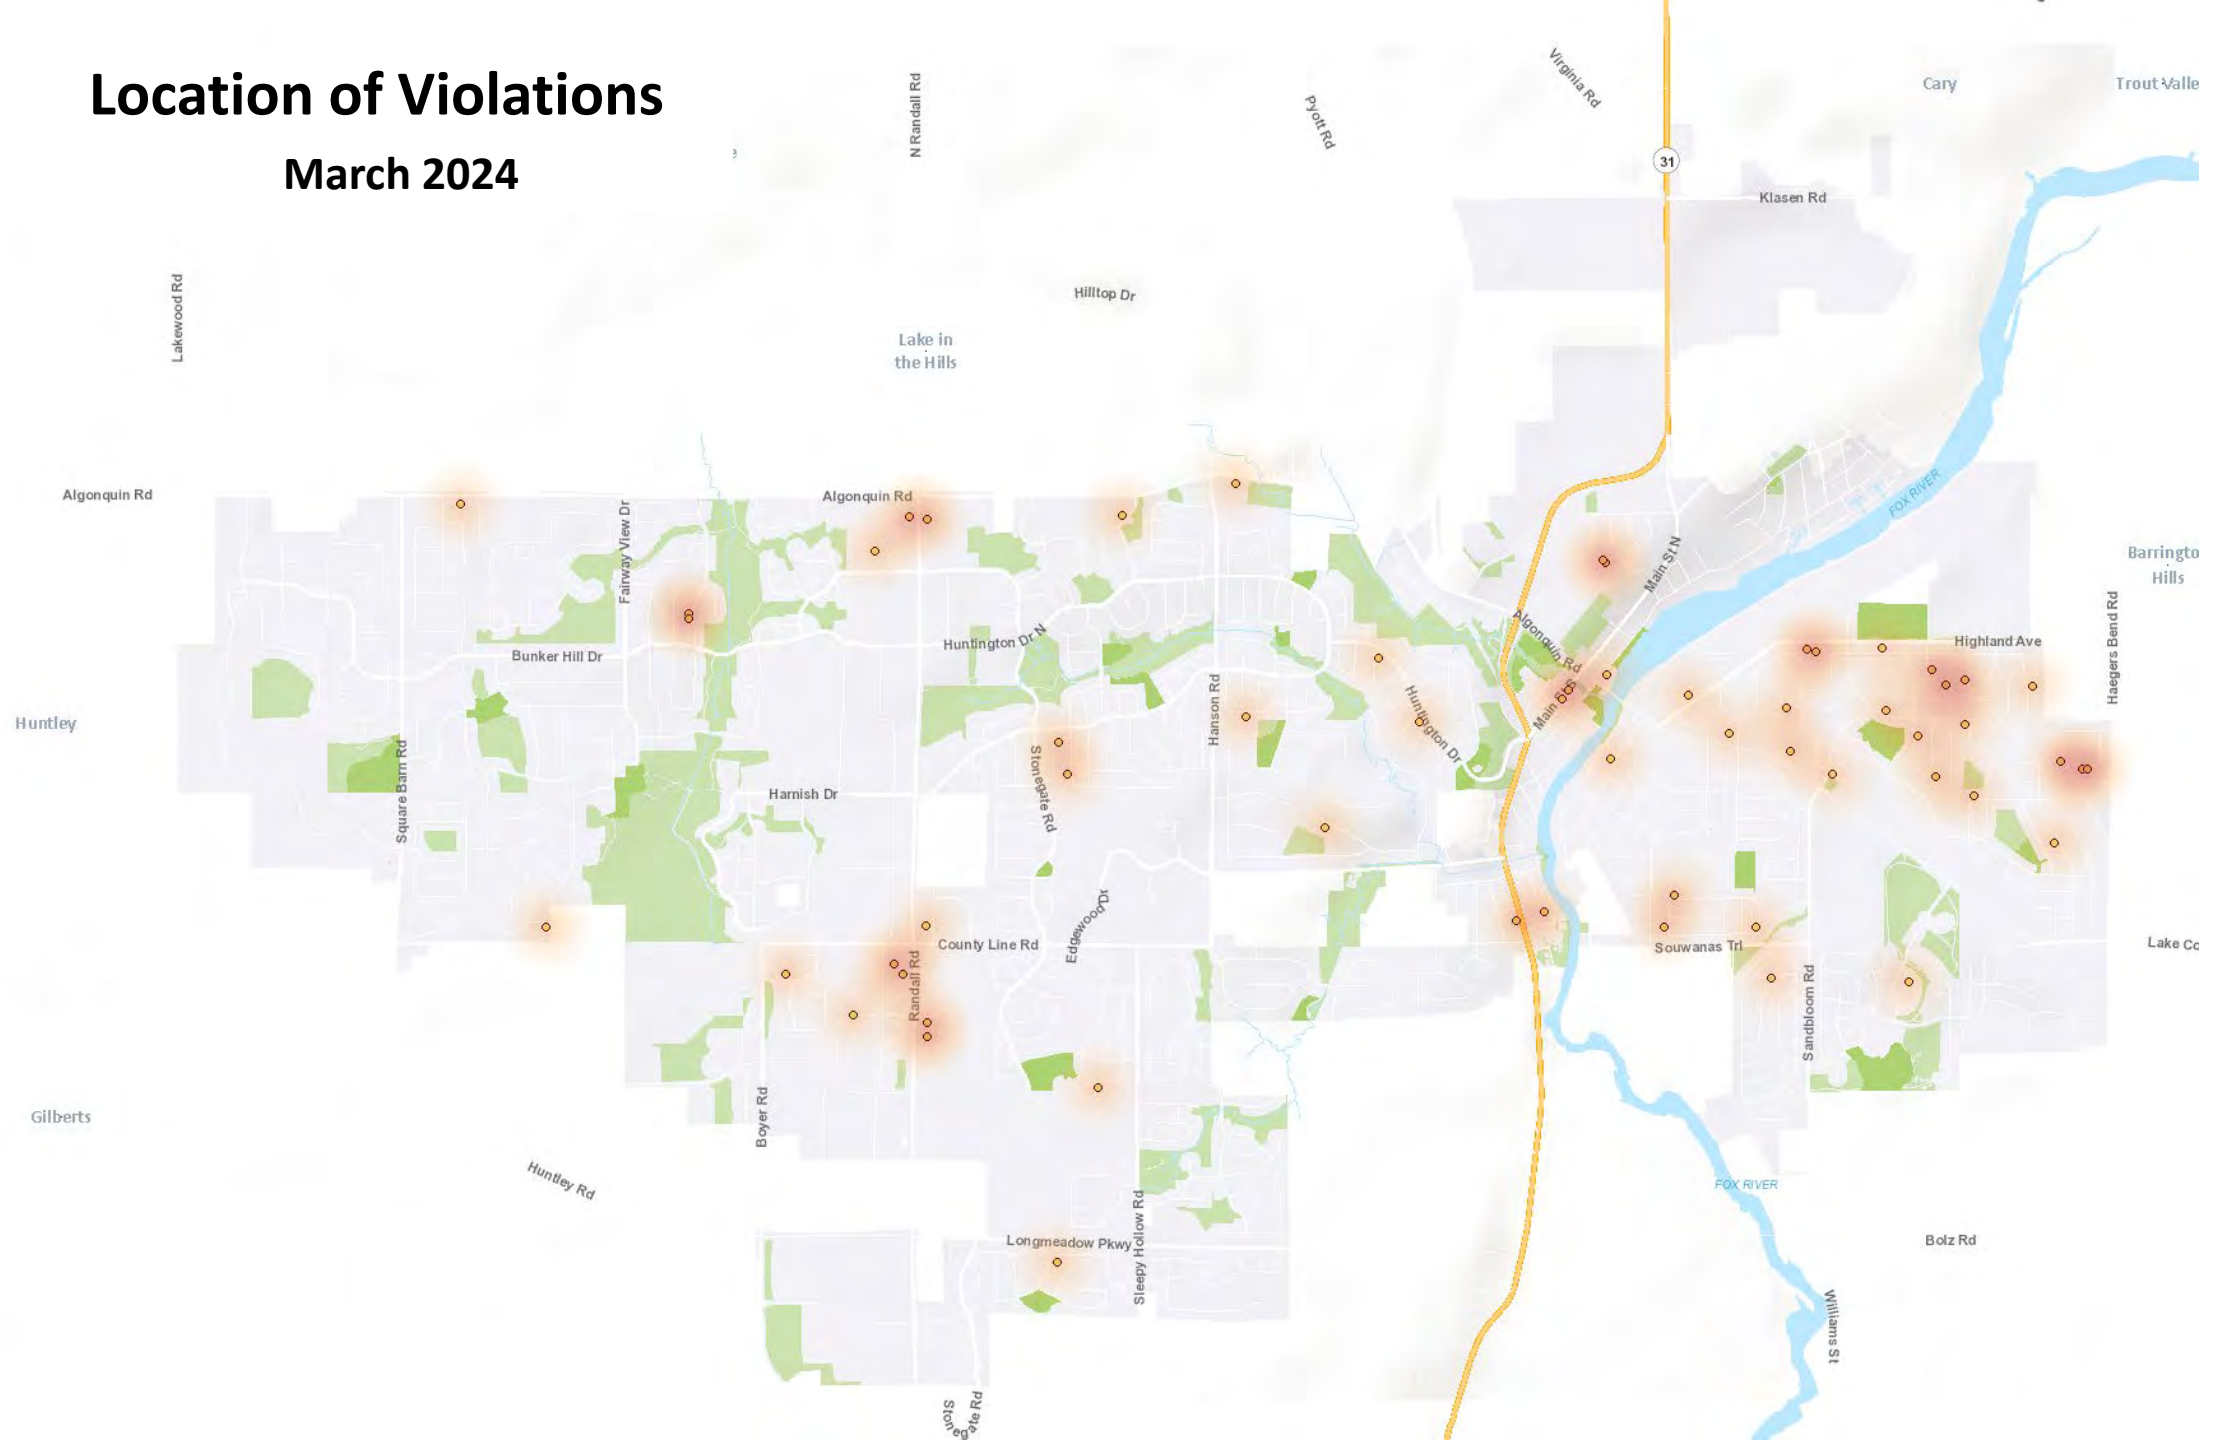 Location of Violations
March 2024
N Randall Rd
Pyott Rd
Virginia Rd
Cary
Trout Valle
31
Klasen Rd
Lakewood Rd
Hilltop Dr
Lake in
the Hills
Algonquin Rd
Algonquin Rd
Fairway View Dr
FOX RIVER
Main St N
Barringto
Hills
Haegers Bend Rd
Highland Ave
Algonquin Rd
Huntington Dr N
Bunker Hill Dr
Main St S
Huntington Dr
Hanson Rd
Huntley
Square Barn Rd
Stonegate Rd
Harnish Dr
Edgewood Dr
County Line Rd
Souwanas Trl
Lake Co
Randall Rd
Sandbloom Rd
Gilberts
Boyer Rd
Huntley Rd
FOX RIVER
Sleepy Hollow Rd
Longmeadow Pkwy
Bolz Rd
Williams St
Stonegate Rd